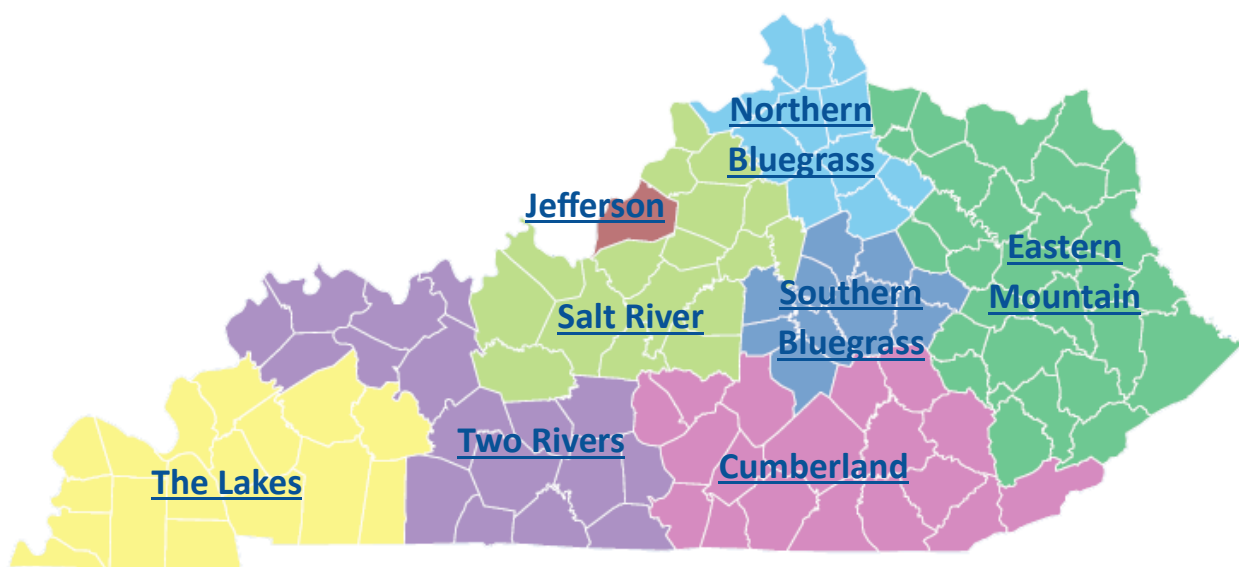 Northern
Bluegrass
Jefferson
Eastern
Mountain
Southern
Bluegrass
Salt River
Two Rivers
Cumberland
The Lakes